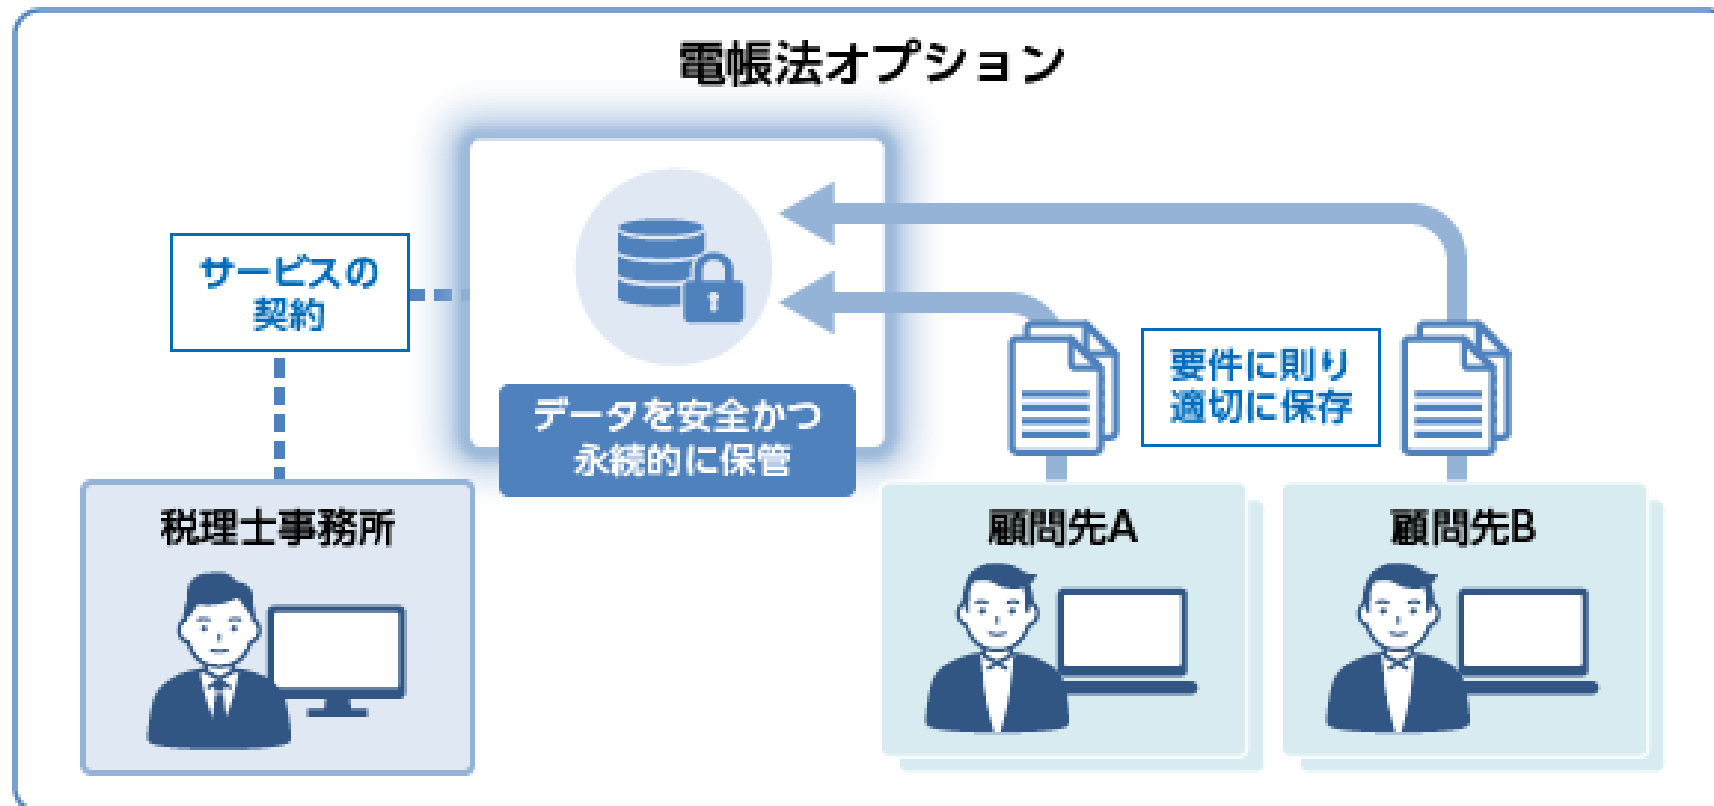 電帳法オプション
サービスの
契約
データを安全かつ
永続的に保管
要件に則り
適切に保存
税理士事務所
顧問先A
顧問先B